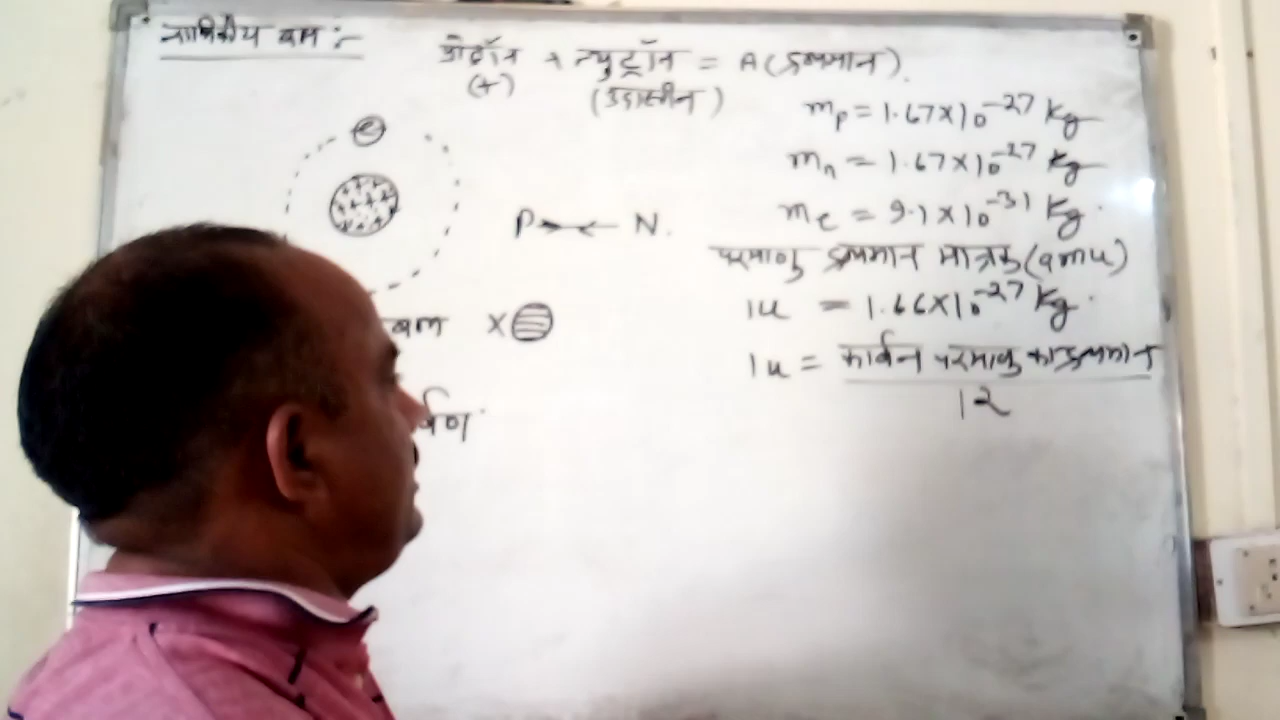 नाभिकीय बल :-
प्रोटॉन + न्युट्रॉन = A (द्रव्यमान).
(+) (उदासीन)
mp = 1.67×10-27 Kg
mn = 1.67×10-27 Kg
e
P→← N.
me = 9.1×10-31 Kg.
परमाणु द्रव्यमान मात्रक (amu)
बल ×
1u = 1.66×10-27 Kg.
1u = कार्बन परमाणु का द्रव्यमान
12